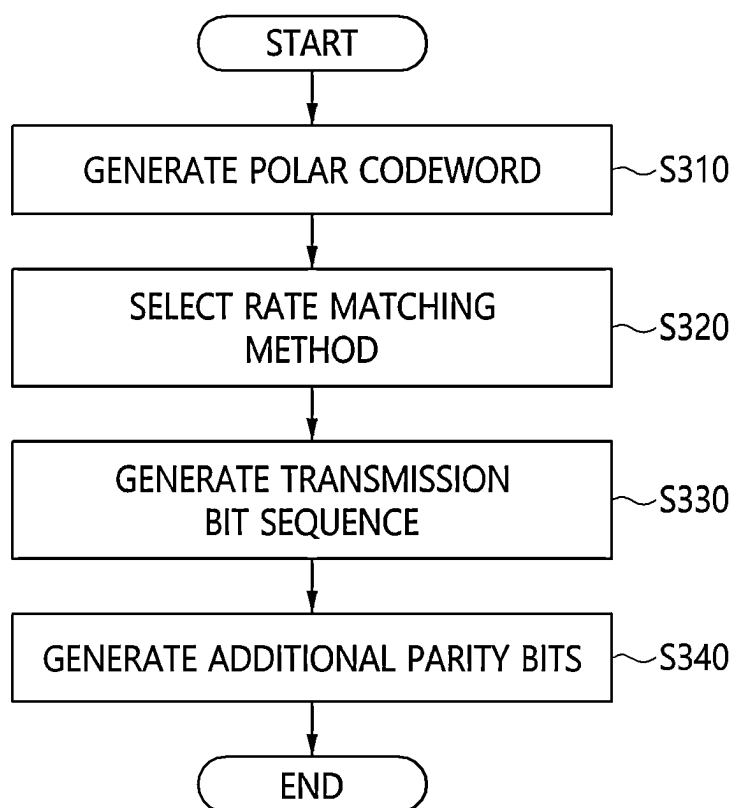 START
GENERATE POLAR CODEWORD
S310
SELECT RATE MATCHING
METHOD
S320
GENERATE TRANSMISSION
BIT SEQUENCE
S330
GENERATE ADDITIONAL PARITY BITS
S340
END